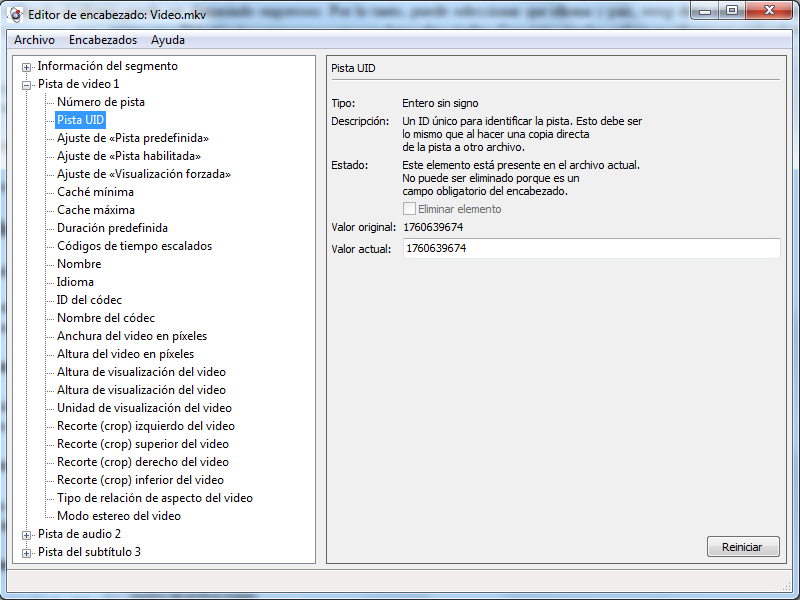 Editor de encabezado: Video.mkv
Archivo Encabezados Ayuda
Información del segmento
Pista de video 1
Número de pista
Pista UID
Ajuste de «Pista predefinida»
Ajuste de «Pista habilitada»
Ajuste de «Visualización forzada»
Caché mínima
Cache máxima
Duración predefinida
Códigos de tiempo escalados
Nombre
Idioma
ID del códec
Nombre del códec
Anchura del video en píxeles
Altura del video en píxeles
Altura de visualización del video
Altura de visualización del video
Unidad de visualización del video
Recorte (crop) izquierdo del video
Recorte (crop) superior del video
Recorte (crop) derecho del video
Recorte (crop) inferior del video
Tipo de relación de aspecto del video
Modo estereo del video
Pista de audio 2
Pista del subtítulo 3
Pista UID
Tipo: Entero sin signo
Descripción: Un ID único para identificar la pista. Esto debe ser
lo mismo que al hacer una copia directa
de la pista a otro archivo.
Estado: Este elemento está presente en el archivo actual.
No puede ser eliminado porque es un
campo obligatorio del encabezado.
Eliminar elemento
Valor original: 1760639674
Valor actual: 1760639674
Reiniciar